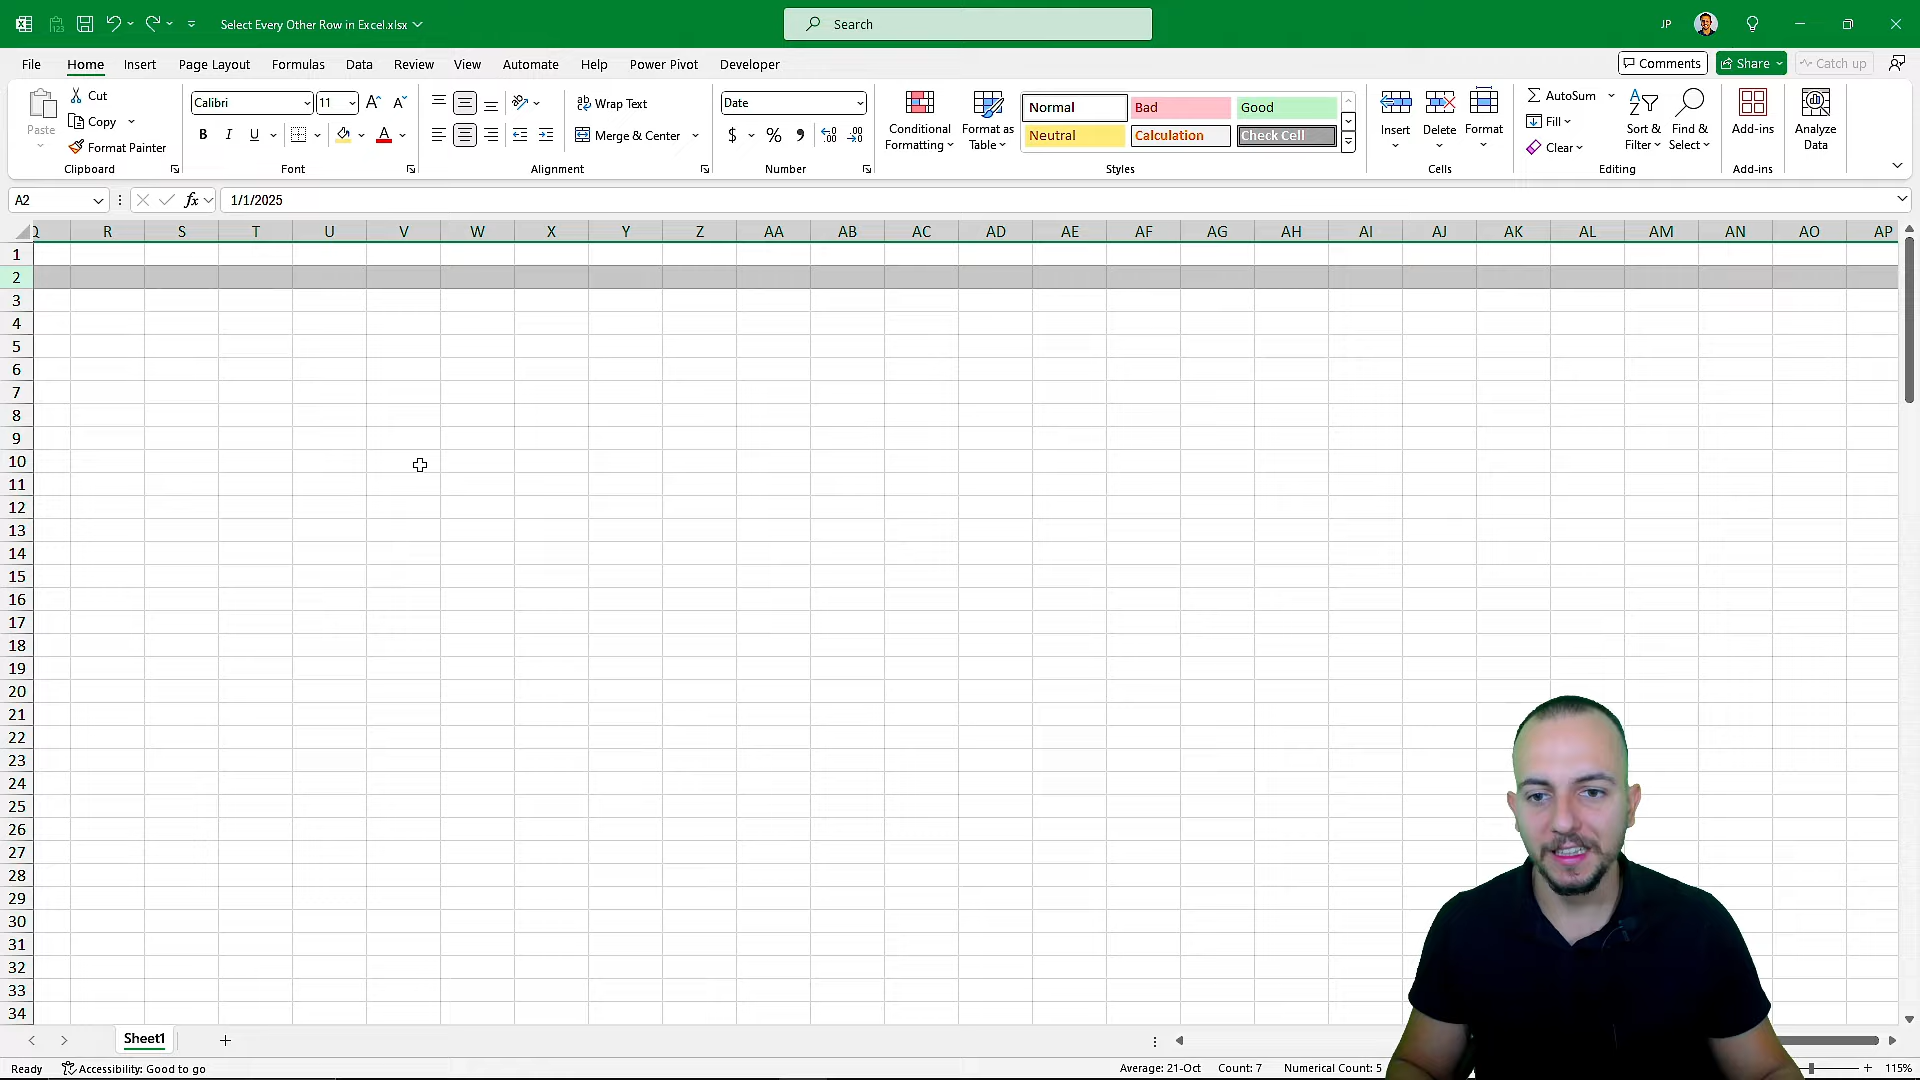 Select Every Other Row in Excel.xlsx
Search
JP
File Home Insert Page Layout Formulas Data Review View Automate Help Power Pivot Developer
Comments Share Catch up
Paste
Cut
Copy
Format Painter
Clipboard
Calibri 11
B I U
Font
Wrap Text
Merge & Center
Alignment
Date
$ % ,
Number
Conditional Formatting
Format as Table
Normal Bad Good
Neutral Calculation Check Cell
Styles
Insert Delete Format
Cells
AutoSum
Fill
Clear
Sort & Filter
Find & Select
Editing
Add-ins
Add-ins
Analyze Data
A2 fx 1/1/2025
Q R S T U V W X Y Z AA AB AC AD AE AF AG AH AI AJ AK AL AM AN AO AP
1
2
3
4
5
6
7
8
9
10
11
12
13
14
15
16
17
18
19
20
21
22
23
24
25
26
27
28
29
30
31
32
33
34
Sheet1
Ready Accessibility: Good to go Average: 21-Oct Count: 7 Numerical Count: 5 115%